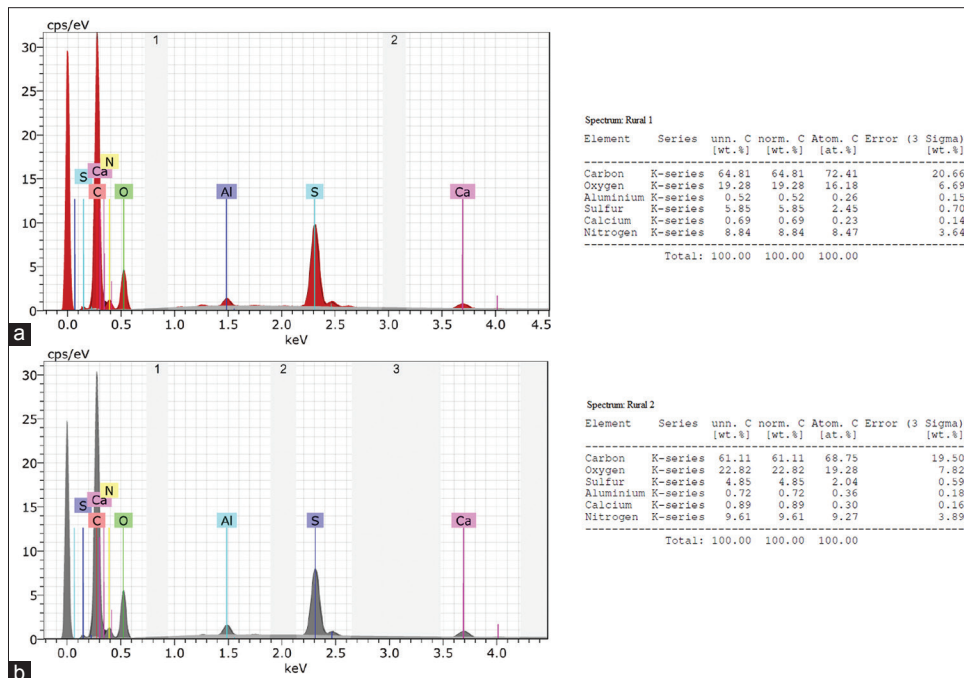 cps/eV
1 2
30
25
20
15
10
5
0
S Ca N
C O Al S Ca
0.0 0.5 1.0 1.5 2.0 2.5 3.0 3.5 4.0 4.5
keV
a
Spectrum: Rural 1
Element Series unn. C norm. C Atom. C Error (3 Sigma)
[wt.%] [wt.%] [at.%] [wt.%]
Carbon K-series 64.81 64.81 72.41 20.66
Oxygen K-series 19.28 19.28 16.18 6.69
Aluminium K-series 0.52 0.52 0.26 0.15
Sulfur K-series 5.85 5.85 2.45 0.70
Calcium K-series 0.69 0.69 0.23 0.14
Nitrogen K-series 8.84 8.84 8.47 3.64
Total: 100.00 100.00 100.00
cps/eV
1 2 3
30
25
20
15
10
5
0
S Ca N
C O Al S Ca
0.0 0.5 1.0 1.5 2.0 2.5 3.0 3.5 4.0
keV
b
Spectrum: Rural 2
Element Series unn. C norm. C Atom. C Error (3 Sigma)
[wt.%] [wt.%] [at.%] [wt.%]
Carbon K-series 61.11 61.11 68.75 19.50
Oxygen K-series 22.82 22.82 19.28 7.82
Sulfur K-series 4.85 4.85 2.04 0.59
Aluminium K-series 0.72 0.72 0.36 0.18
Calcium K-series 0.89 0.89 0.30 0.16
Nitrogen K-series 9.61 9.61 9.27 3.89
Total: 100.00 100.00 100.00